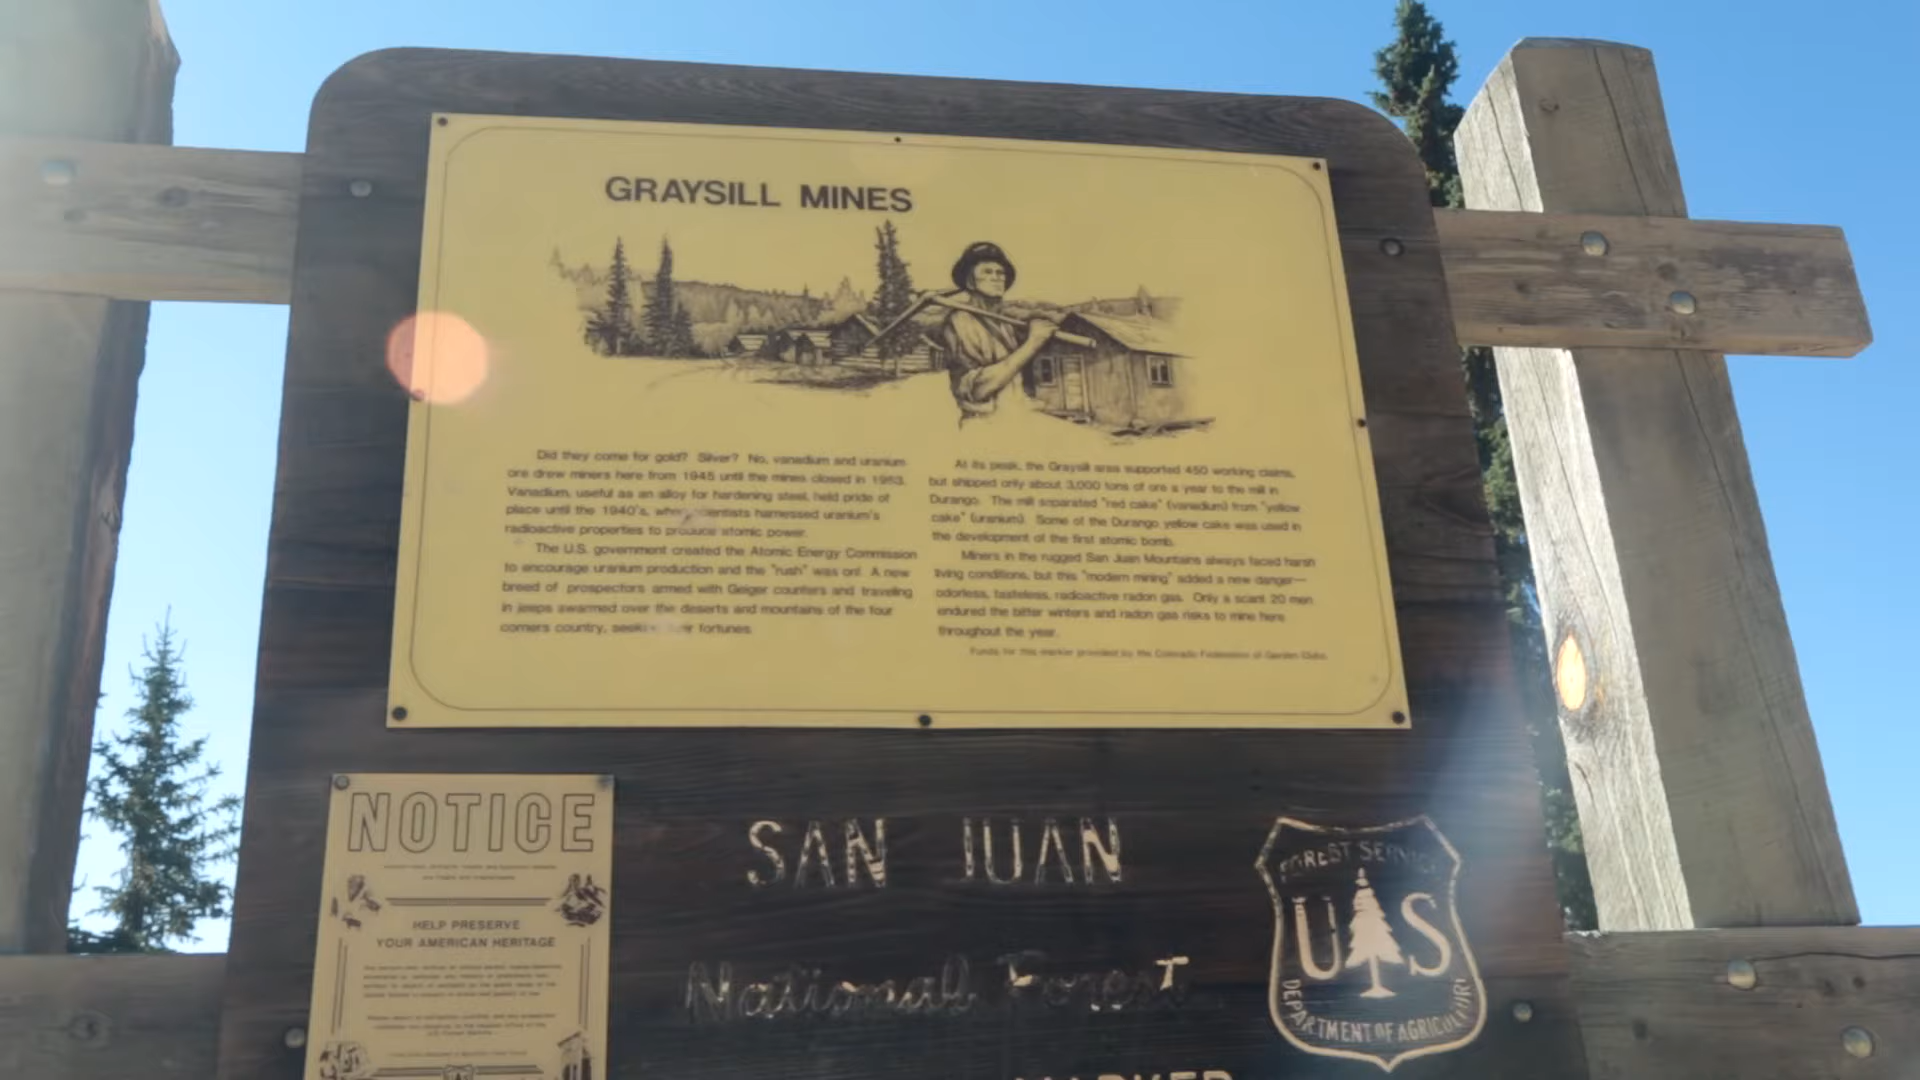 GRAYSILL MINES
Did they come for gold? Silver? No, vanadium and uranium
ore drew miners here from 1945 until the mines closed in 1963.
Vanadium, useful as an alloy for hardening steel, held pride of
place until the 1940's, when scientists harnessed uranium's
radioactive properties to produce atomic power.
The U.S. government created the Atomic Energy Commission
to encourage uranium production and the "rush" was on! A new
breed of prospectors armed with Geiger counters and traveling
in jeeps swarmed over the deserts and mountains of the four
corners country, seeking their fortunes.
At its peak, the Graysill area supported 450 working claims,
but shipped only about 3,000 tons of ore a year to the mill in
Durango. The mill separated "red cake" (vanadium) from "yellow
cake" (uranium). Some of the Durango yellow cake was used in
the development of the first atomic bomb.
Miners in the rugged San Juan Mountains always faced harsh
living conditions, but this "modern mining" added a new danger—
odorless, tasteless, radioactive radon gas. Only a scant 20 men
endured the bitter winters and radon gas risks to mine here
throughout the year.
Funds for this marker provided by the Colorado Federation of Garden Clubs.
NOTICE
HELP PRESERVE
YOUR AMERICAN HERITAGE
SAN JUAN
National Forest
FOREST SERVICE
US
DEPARTMENT OF AGRICULTURE
MARKER